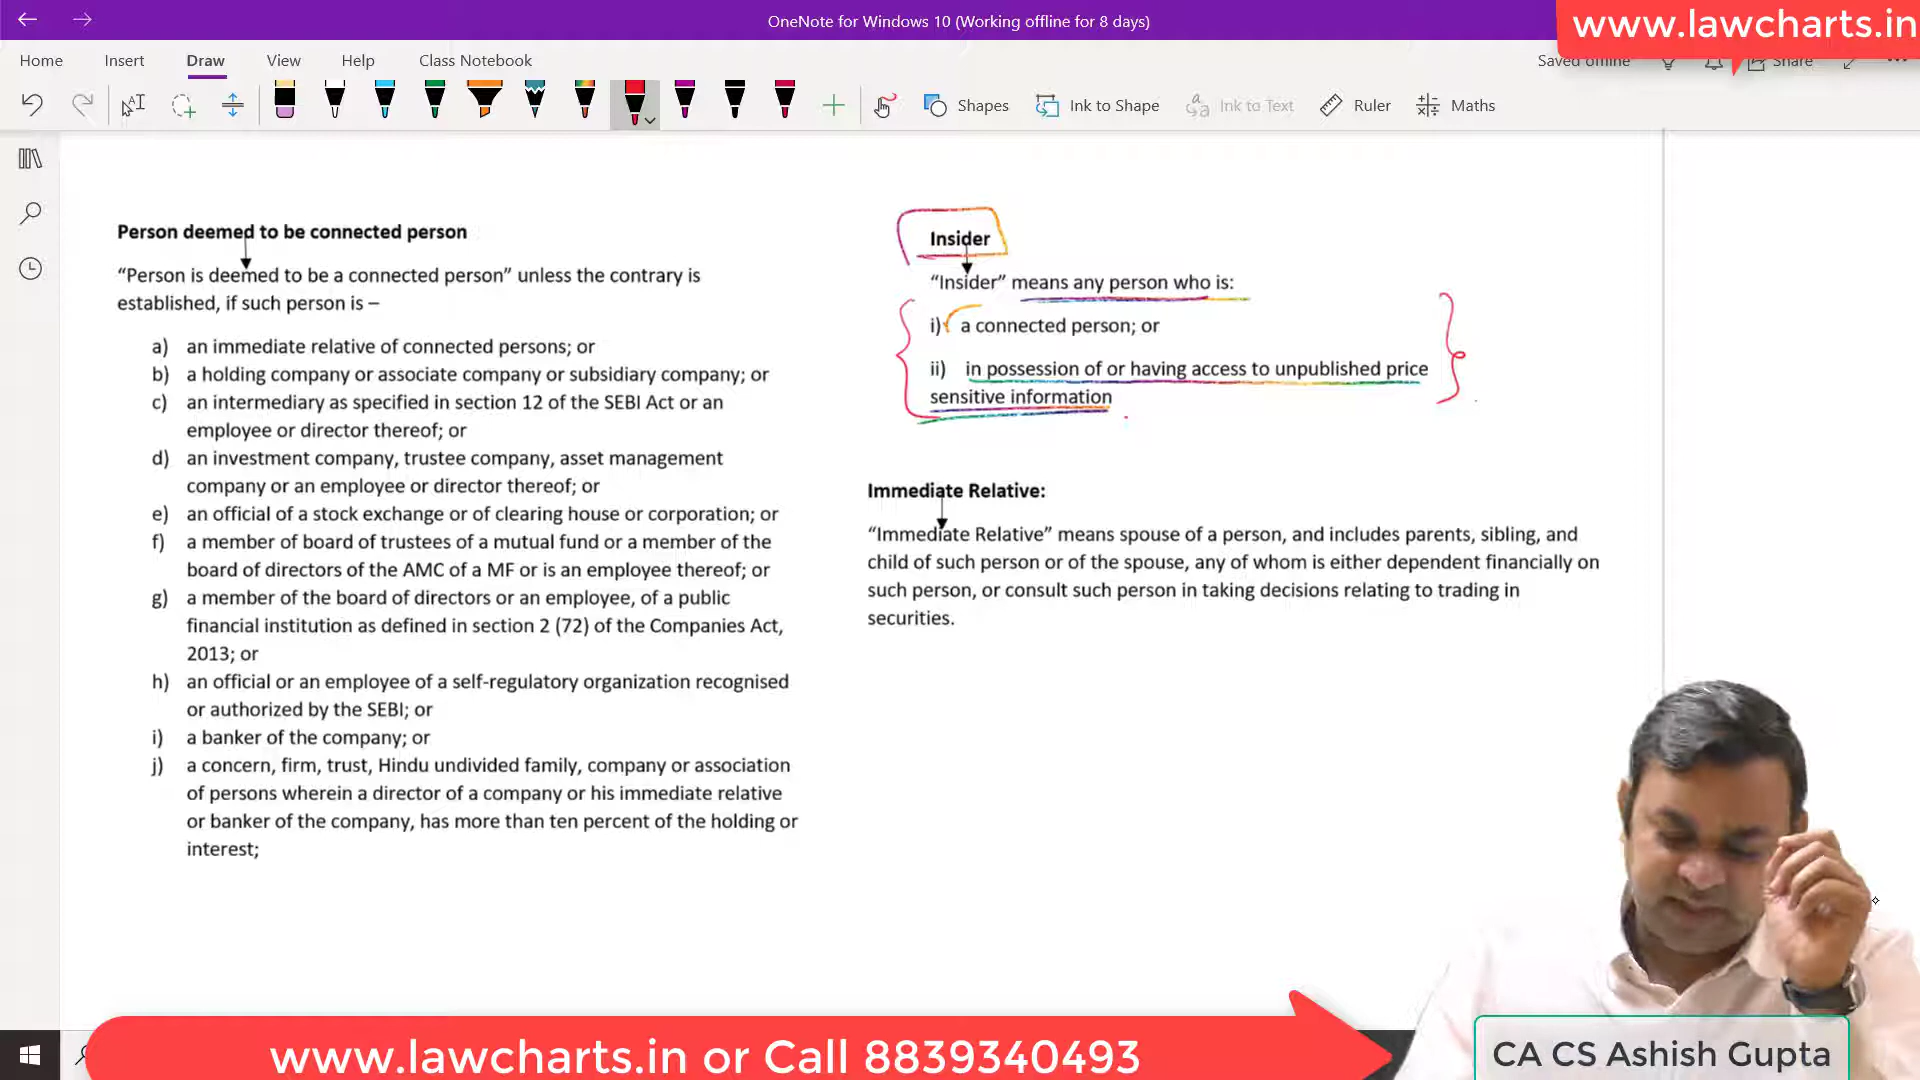 OneNote for Windows 10 (Working offline for 8 days)
www.lawcharts.in
Home Insert Draw View Help Class Notebook
Saved offline Share
Shapes Ink to Shape Ink to Text Ruler Maths
Person deemed to be connected person
“Person is deemed to be a connected person” unless the contrary is
established, if such person is –
a) an immediate relative of connected persons; or
b) a holding company or associate company or subsidiary company; or
c) an intermediary as specified in section 12 of the SEBI Act or an
employee or director thereof; or
d) an investment company, trustee company, asset management
company or an employee or director thereof; or
e) an official of a stock exchange or of clearing house or corporation; or
f) a member of board of trustees of a mutual fund or a member of the
board of directors of the AMC of a MF or is an employee thereof; or
g) a member of the board of directors or an employee, of a public
financial institution as defined in section 2 (72) of the Companies Act,
2013; or
h) an official or an employee of a self-regulatory organization recognised
or authorized by the SEBI; or
i) a banker of the company; or
j) a concern, firm, trust, Hindu undivided family, company or association
of persons wherein a director of a company or his immediate relative
or banker of the company, has more than ten percent of the holding or
interest;
Insider
“Insider” means any person who is:
i) a connected person; or
ii) in possession of or having access to unpublished price
sensitive information
Immediate Relative:
“Immediate Relative” means spouse of a person, and includes parents, sibling, and
child of such person or of the spouse, any of whom is either dependent financially on
such person, or consult such person in taking decisions relating to trading in
securities.
www.lawcharts.in or Call 8839340493
CA CS Ashish Gupta